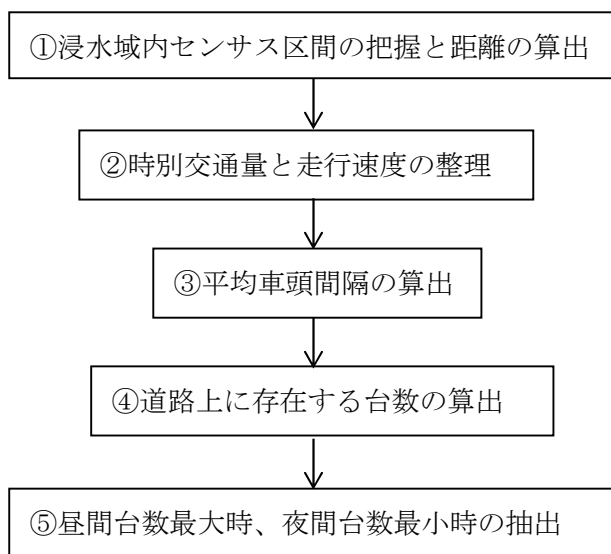 ①浸水域内センサス区間の把握と距離の算出
②時別交通量と走行速度の整理
③平均車頭間隔の算出
④道路上に存在する台数の算出
⑤昼間台数最大時、夜間台数最小時の抽出